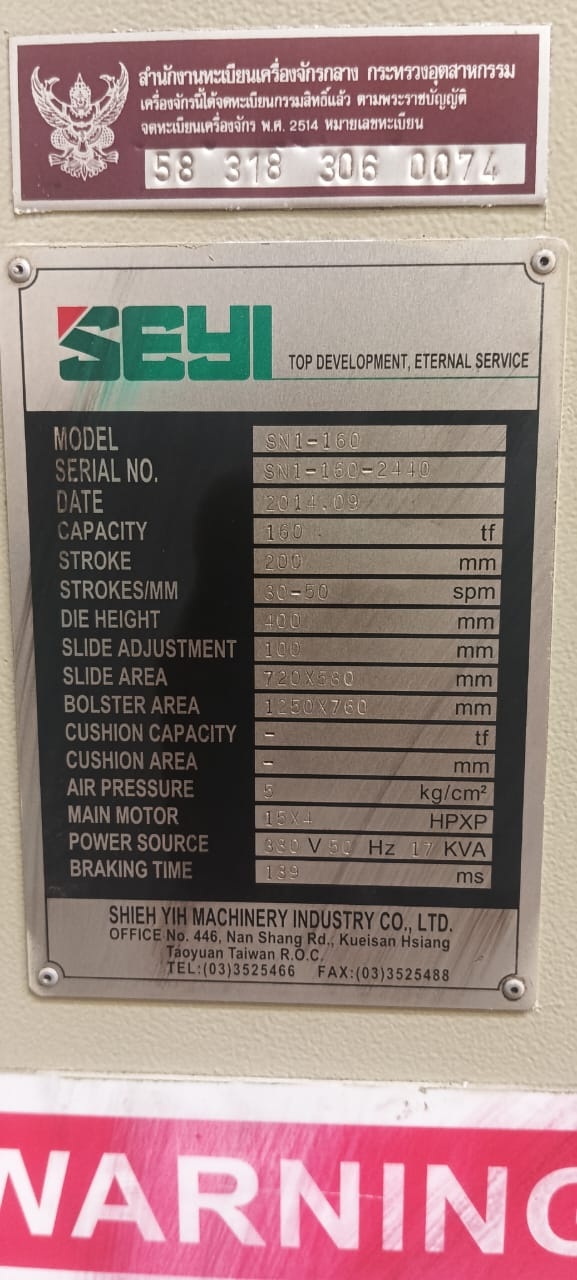 สำนักงานทะเบียนเครื่องจักรกลาง กระทรวงอุตสาหกรรม
เครื่องจักรนี้ได้จดทะเบียนกรรมสิทธิ์แล้ว ตามพระราชบัญญัติ
จดทะเบียนเครื่องจักร พ.ศ. 2514 หมายเลขทะเบียน
58 318 306 0074
SEYI TOP DEVELOPMENT, ETERNAL SERVICE
MODEL SN1-160
SERIAL NO. SN1-160-2440
DATE 2014.09
CAPACITY 160 tf
STROKE 200 mm
STROKES/MM 30-50 spm
DIE HEIGHT 400 mm
SLIDE ADJUSTMENT 100 mm
SLIDE AREA 720X580 mm
BOLSTER AREA 1250X760 mm
CUSHION CAPACITY - tf
CUSHION AREA - mm
AIR PRESSURE 5 kg/cm²
MAIN MOTOR 15X4 HPXP
POWER SOURCE 380 V 50 Hz 17 KVA
BRAKING TIME 189 ms
SHIEH YIH MACHINERY INDUSTRY CO., LTD.
OFFICE No. 446, Nan Shang Rd., Kueisan Hsiang
Taoyuan Taiwan R.O.C.
TEL:(03)3525466 FAX:(03)3525488
WARNING